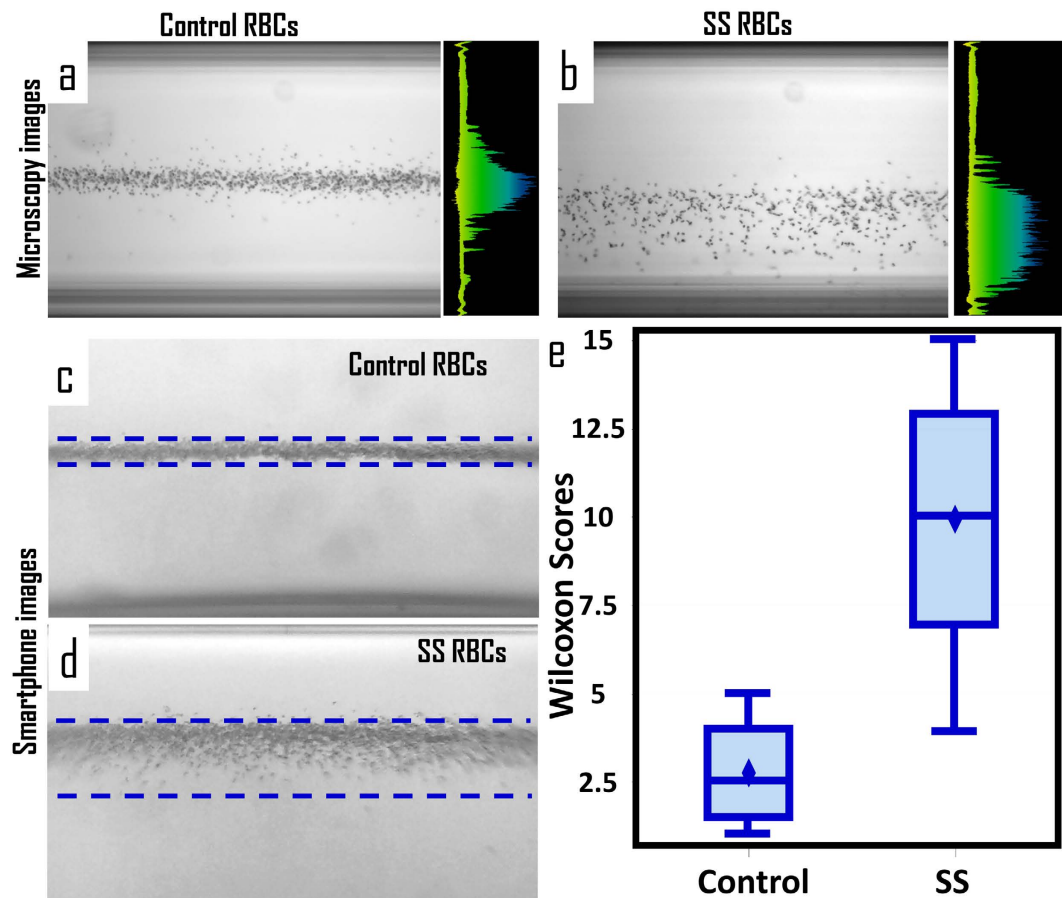 Control RBCs
SS RBCs
Microscopy images
a
b
Smartphone images
c
Control RBCs
d
SS RBCs
e
Wilcoxon Scores
15
12.5
10
7.5
5
2.5
Control
SS